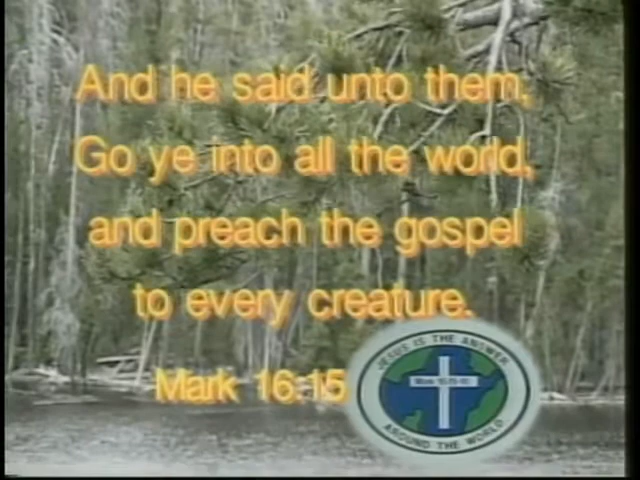 And he said unto them,
Go ye into all the world,
and preach the gospel
to every creature.
Mark 16:15
JESUS IS THE ANSWER
AROUND THE WORLD